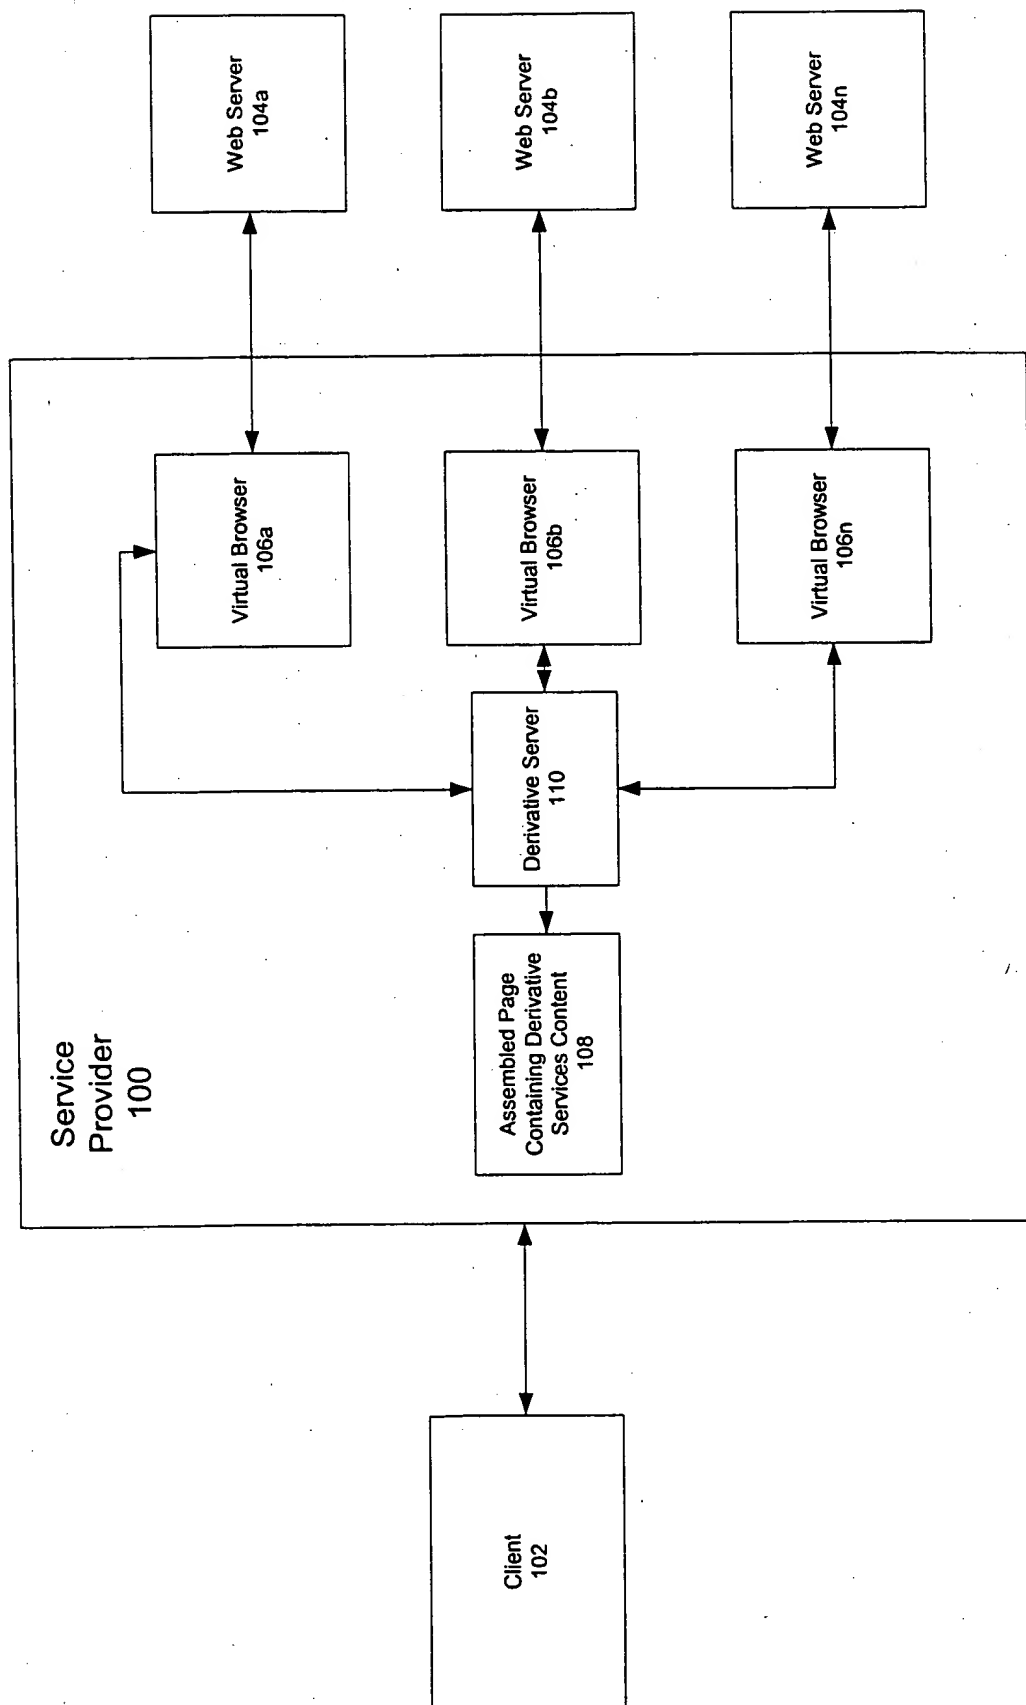 Service
Provider
100
Client
102
Assembled Page
Containing Derivative
Services Content
108
Derivative Server
110
Virtual Browser
106a
Virtual Browser
106b
Virtual Browser
106n
Web Server
104a
Web Server
104b
Web Server
104n